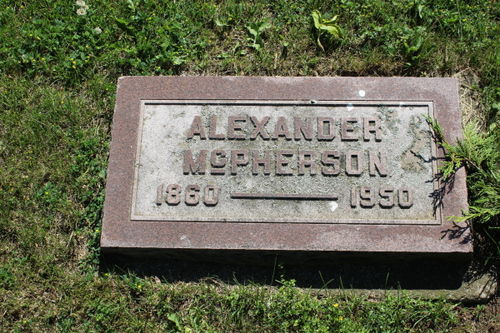 ALEXANDER
McPHERSON
1860 — 1950